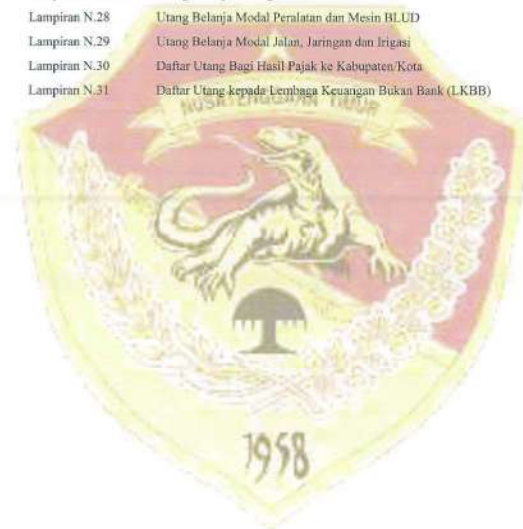 Lampiran N.28 Utang Belanja Modal Peralatan dan Mesin BLUD
Lampiran N.29 Utang Belanja Modal Jalan, Jaringan dan Irigasi
Lampiran N.30 Daftar Utang Bagi Hasil Pajak ke Kabupaten/Kota
Lampiran N.31 Daftar Utang kepada Lembaga Keuangan Bukan Bank (LKBB)
NUSA TENGGARA TIMUR
1958